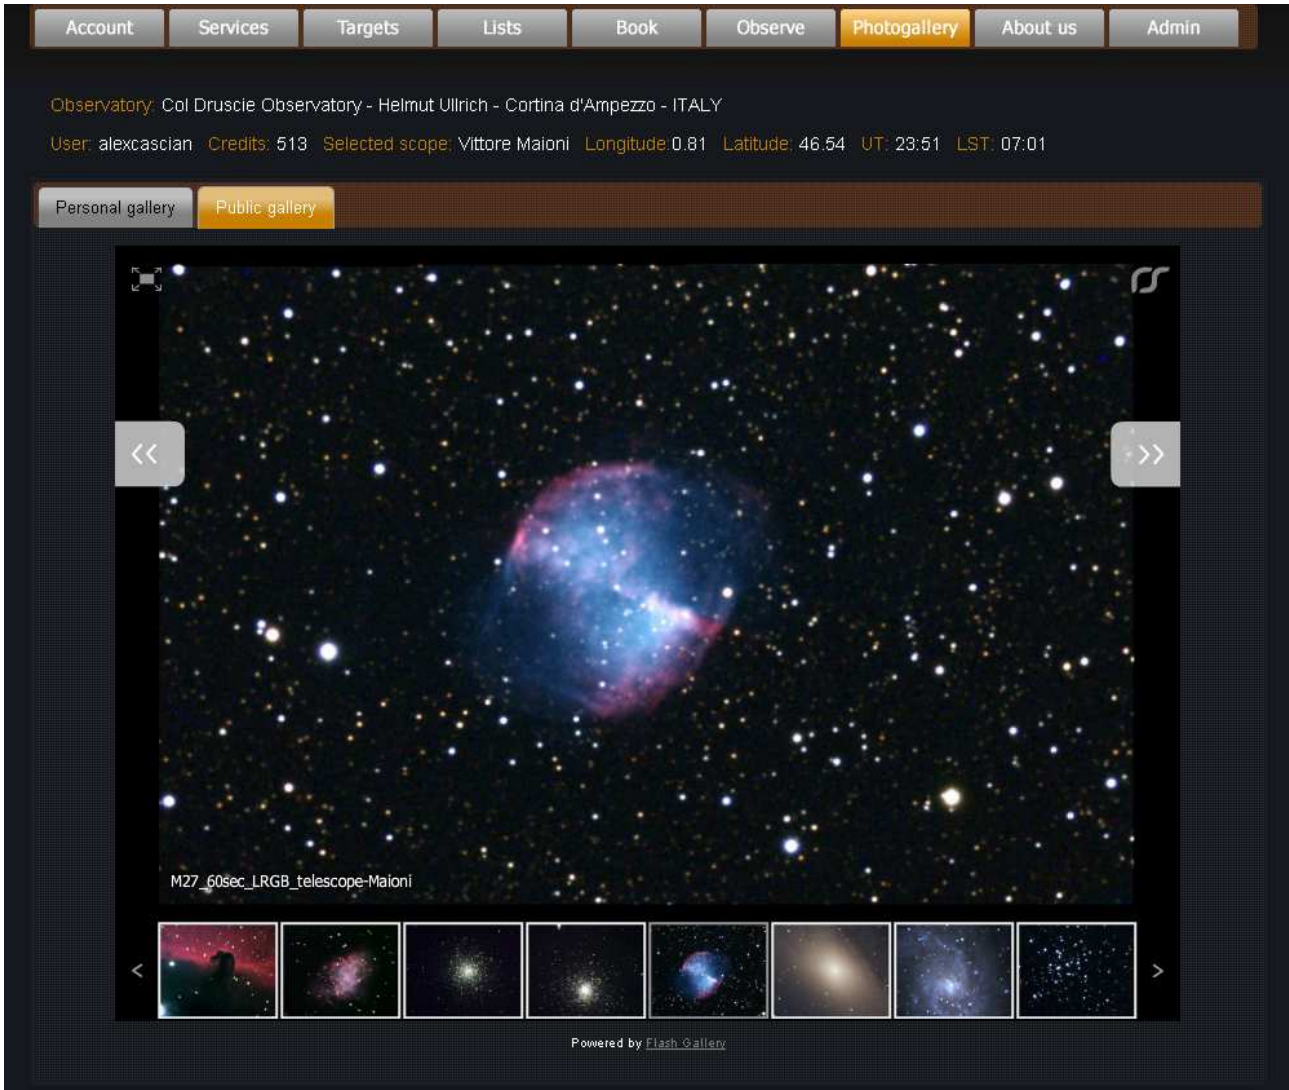 Account Services Targets Lists Book Observe Photogallery About us Admin
Observatory: Col Druscie Observatory - Helmut Ullrich - Cortina d'Ampezzo - ITALY
User: alexcascian Credits: 513 Selected scope: Vittore Maioni Longitude:0.81 Latitude: 46.54 UT: 23:51 LST: 07:01
Personal gallery Public gallery
<< >>
M27_60sec_LRGB_telescope-Maioni
< >
Powered by Flash Gallery